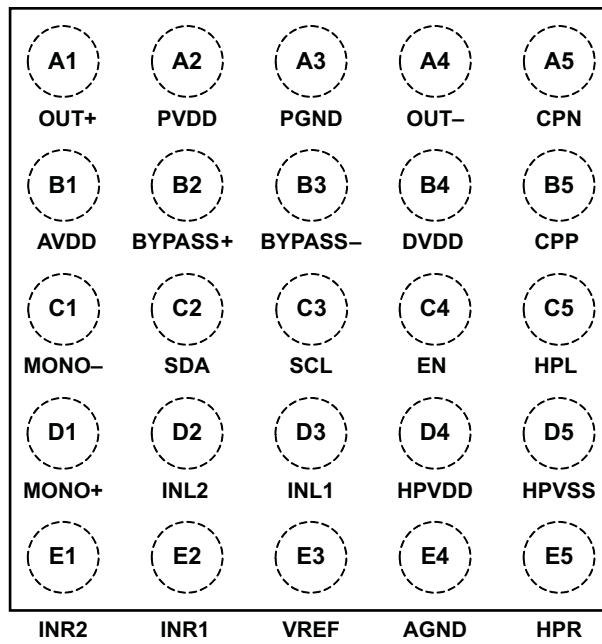 A1 A2 A3 A4 A5
OUT+ PVDD PGND OUT– CPN
B1 B2 B3 B4 B5
AVDD BYPASS+ BYPASS– DVDD CPP
C1 C2 C3 C4 C5
MONO– SDA SCL EN HPL
D1 D2 D3 D4 D5
MONO+ INL2 INL1 HPVDD HPVSS
E1 E2 E3 E4 E5
INR2 INR1 VREF AGND HPR